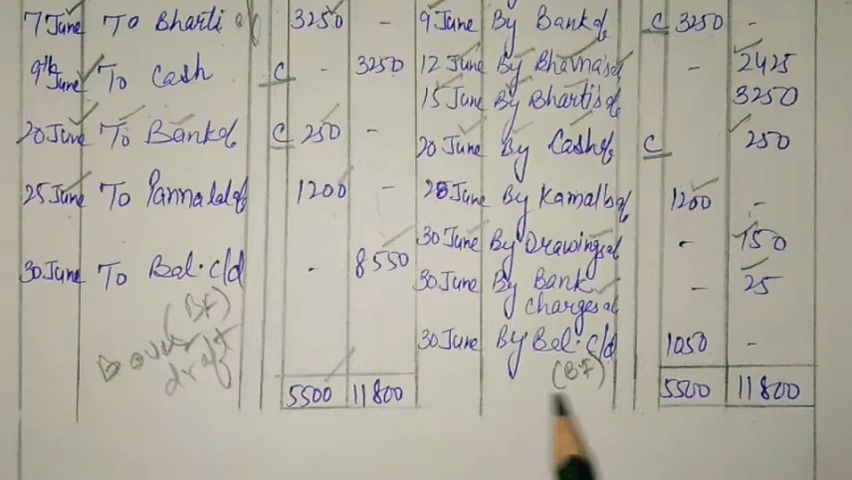 7 June To Bharti a/c 3250 - 9 June By Bank a/c C 3250 -
9th June To Cash C - 3250 12 June By Bhavna's a/c - 2425
15 June By Bharti's a/c 3250
20 June To Bank a/c C 250 - 20 June By Cash a/c C 250
25 June To Pannalal a/c 1200 - 28 June By Kamal's a/c 1200 -
30 June By Drawings a/c - 150
30 June To Bal. c/d - 8550 30 June By Bank - 25
charges a/c
(BF) 30 June By Bal. c/d 1050 -
B over
draft (B.F)
5500 11800 5500 11800